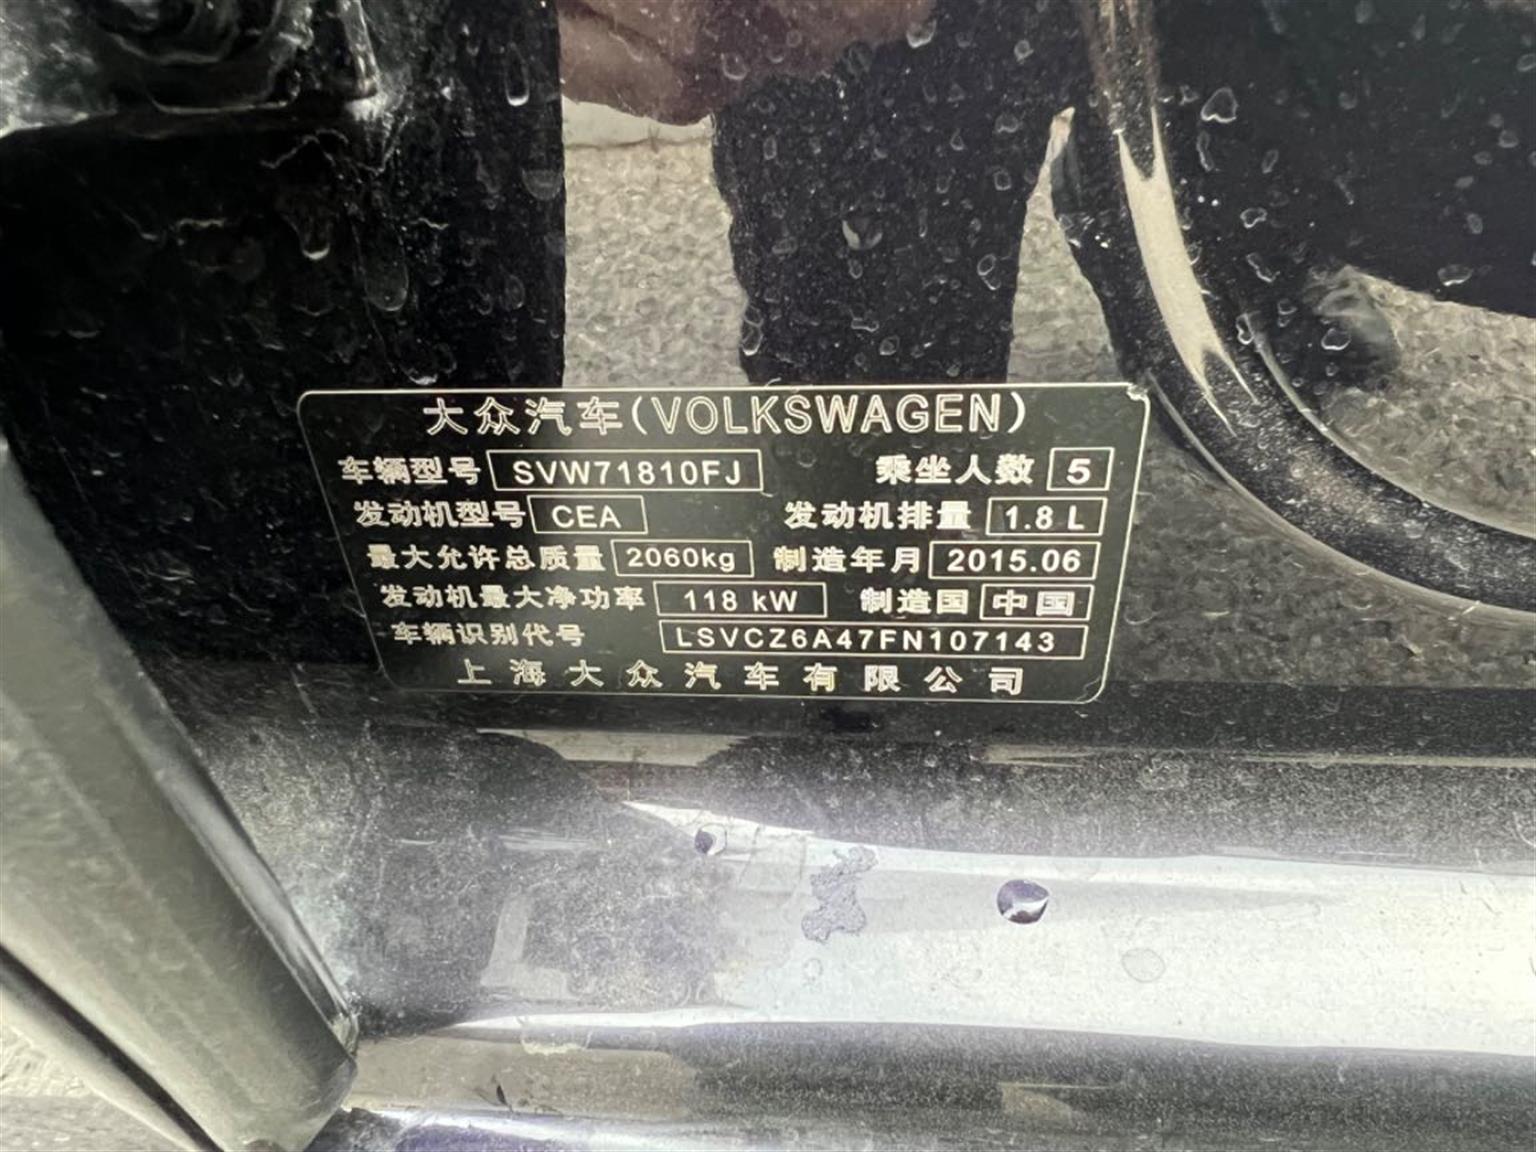 大众汽车(VOLKSWAGEN)
车辆型号 SVW71810FJ 乘坐人数 5
发动机型号 CEA 发动机排量 1.8 L
最大允许总质量 2060kg 制造年月 2015.06
发动机最大净功率 118 kW 制造国 中国
车辆识别代号 LSVCZ6A47FN107143
上海大众汽车有限公司